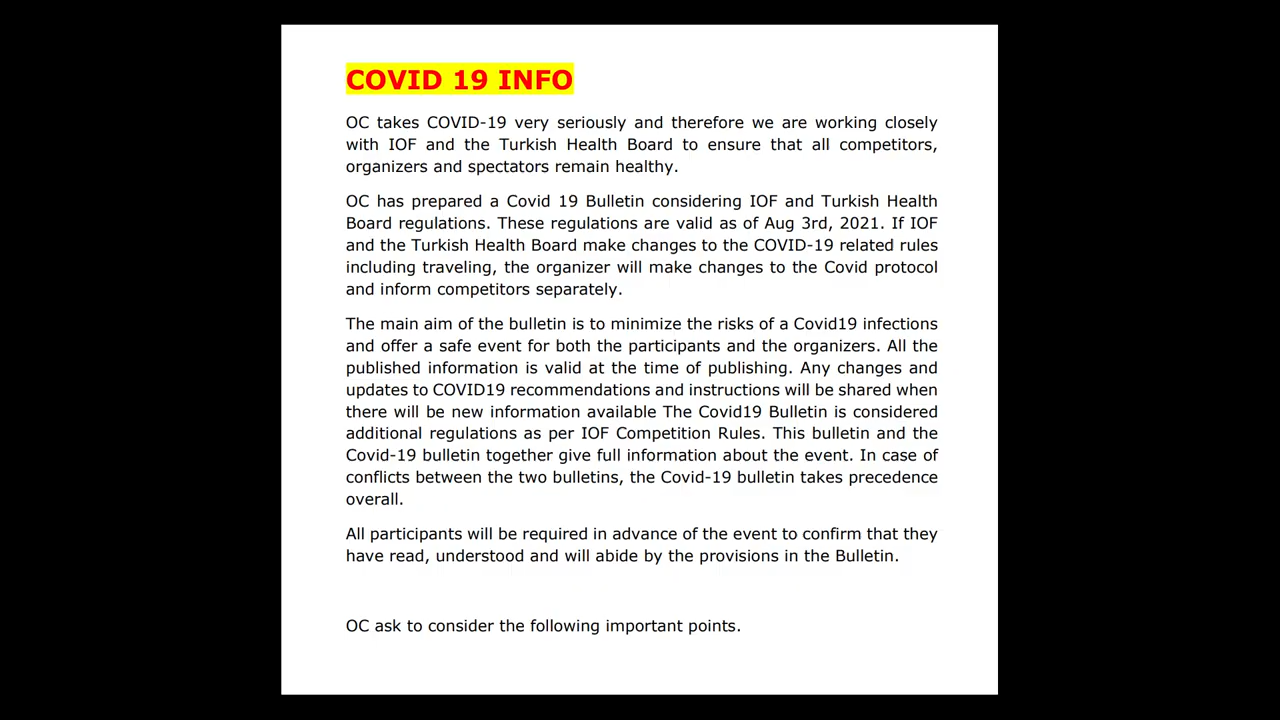 COVID 19 INFO
OC takes COVID-19 very seriously and therefore we are working closely
with IOF and the Turkish Health Board to ensure that all competitors,
organizers and spectators remain healthy.
OC has prepared a Covid 19 Bulletin considering IOF and Turkish Health
Board regulations. These regulations are valid as of Aug 3rd, 2021. If IOF
and the Turkish Health Board make changes to the COVID-19 related rules
including traveling, the organizer will make changes to the Covid protocol
and inform competitors separately.
The main aim of the bulletin is to minimize the risks of a Covid19 infections
and offer a safe event for both the participants and the organizers. All the
published information is valid at the time of publishing. Any changes and
updates to COVID19 recommendations and instructions will be shared when
there will be new information available The Covid19 Bulletin is considered
additional regulations as per IOF Competition Rules. This bulletin and the
Covid-19 bulletin together give full information about the event. In case of
conflicts between the two bulletins, the Covid-19 bulletin takes precedence
overall.
All participants will be required in advance of the event to confirm that they
have read, understood and will abide by the provisions in the Bulletin.
OC ask to consider the following important points.